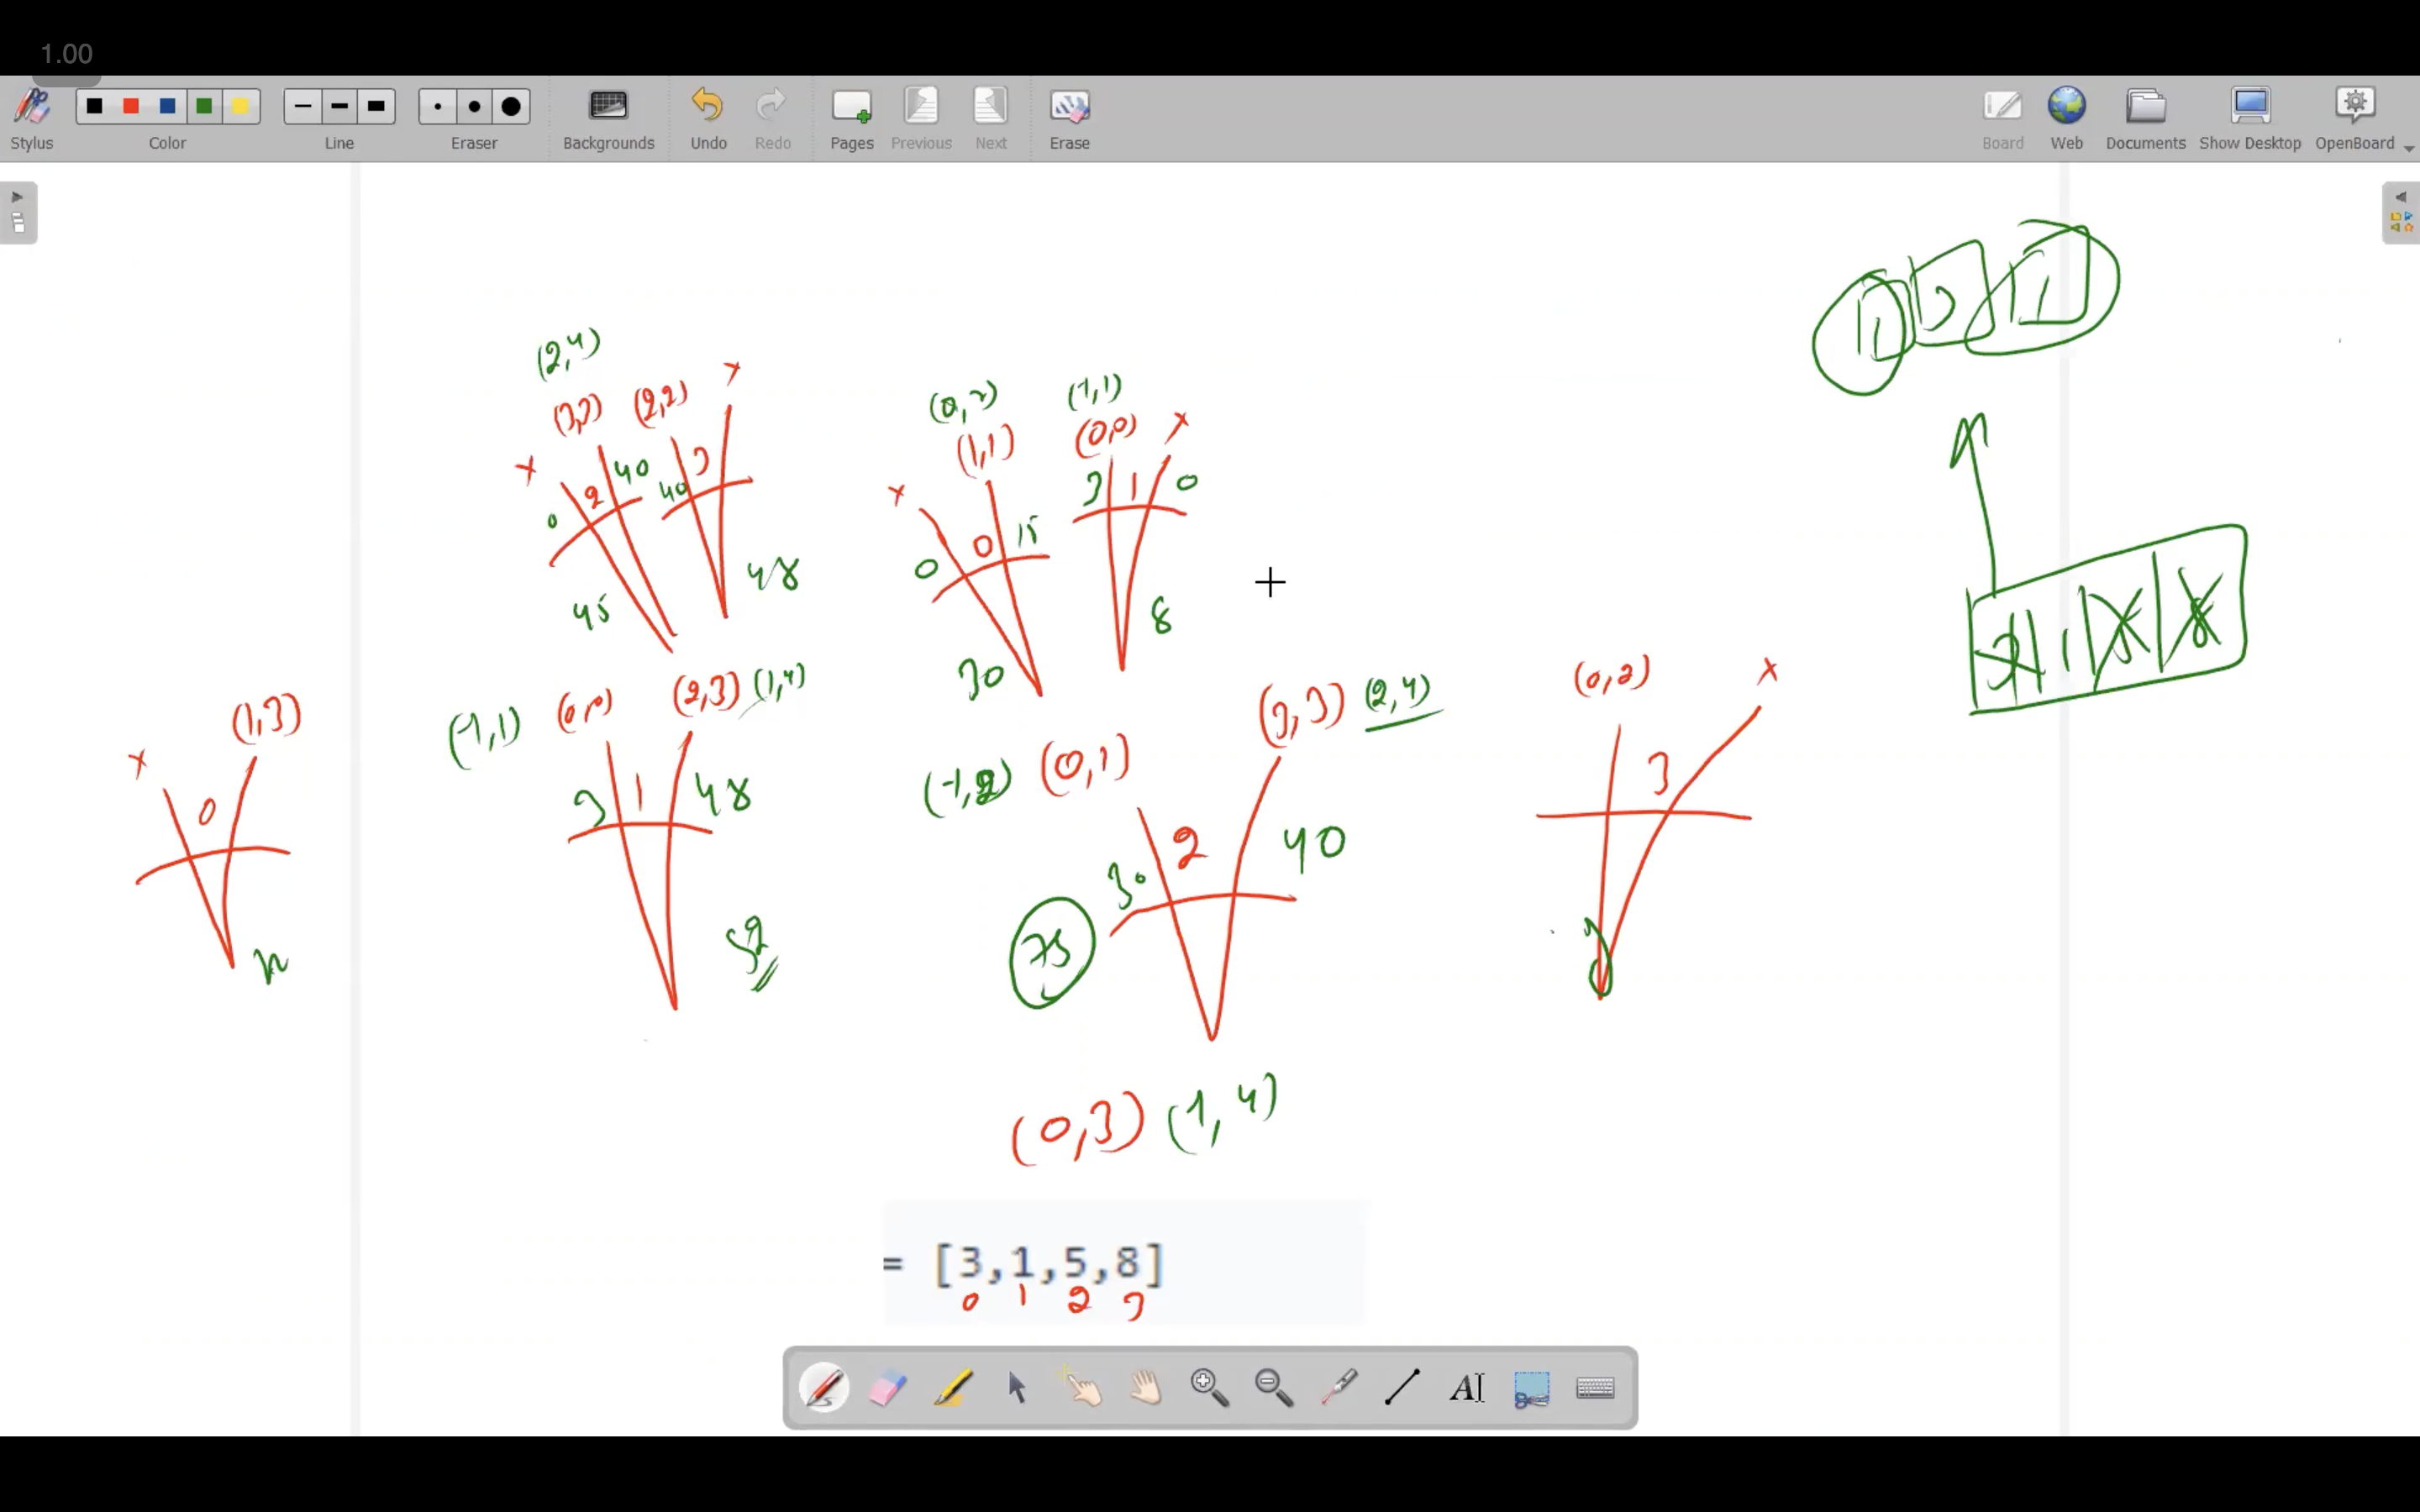 1.00
Stylus Color Line Eraser Backgrounds Undo Redo Pages Previous Next Erase Board Web Documents Show Desktop OpenBoard
(2,4)
(3,3) (2,2) x
x 2 40 40 3
0
45 48
(0,2) (-1,1)
(1,1) (0,0) x
x 3 1 0
0 0 15
30 8
x (1,3)
0
(-1,1) (0,0) (2,3) (1,4)
3 1 48
52
(-1,2) (0,1) (3,3) (2,4)
30 2 40
75
(0,2) x
3
(0,3) (1,4)
= [3,1,5,8]
0 1 2 3
AI